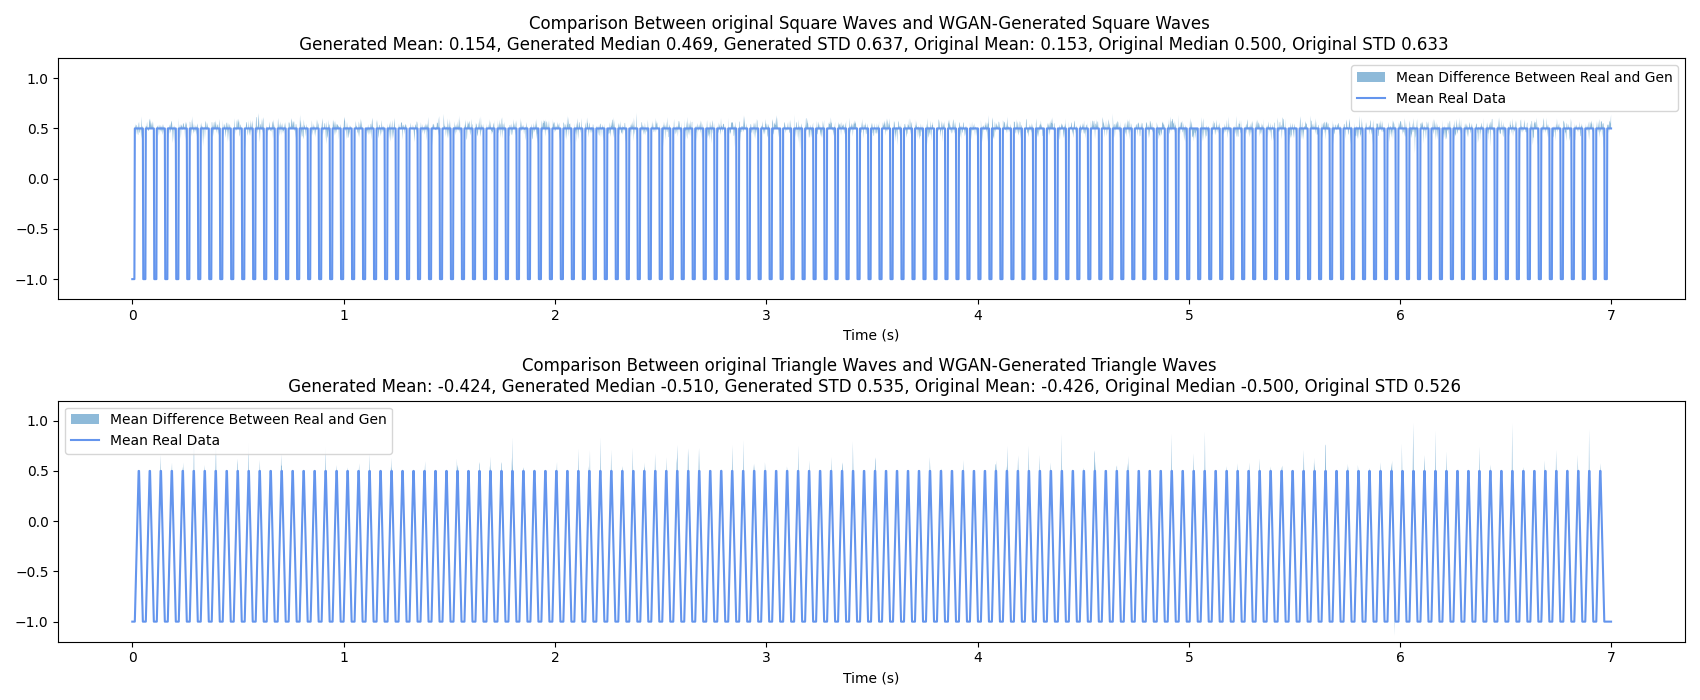 Comparison Between original Square Waves and WGAN-Generated Square Waves
Generated Mean: 0.154, Generated Median 0.469, Generated STD 0.637, Original Mean: 0.153, Original Median 0.500, Original STD 0.633
Mean Difference Between Real and Gen
Mean Real Data
1.0
0.5
0.0
−0.5
−1.0
0 1 2 3 4 5 6 7
Time (s)
Comparison Between original Triangle Waves and WGAN-Generated Triangle Waves
Generated Mean: -0.424, Generated Median -0.510, Generated STD 0.535, Original Mean: -0.426, Original Median -0.500, Original STD 0.526
Mean Difference Between Real and Gen
Mean Real Data
1.0
0.5
0.0
−0.5
−1.0
0 1 2 3 4 5 6 7
Time (s)